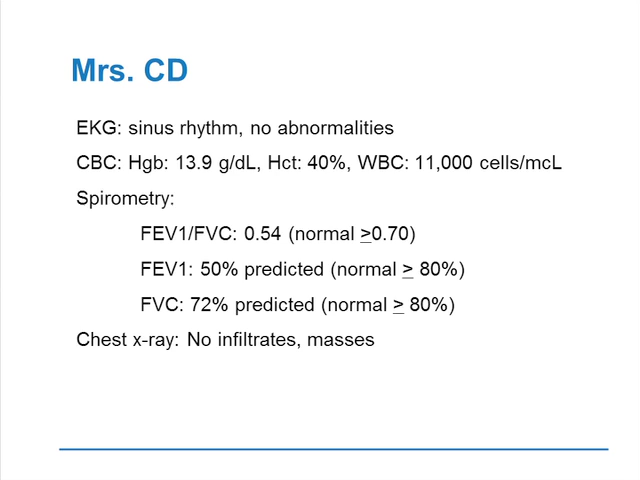 Mrs. CD
EKG: sinus rhythm, no abnormalities
CBC: Hgb: 13.9 g/dL, Hct: 40%, WBC: 11,000 cells/mcL
Spirometry:
FEV1/FVC: 0.54 (normal ≥0.70)
FEV1: 50% predicted (normal ≥ 80%)
FVC: 72% predicted (normal ≥ 80%)
Chest x-ray: No infiltrates, masses